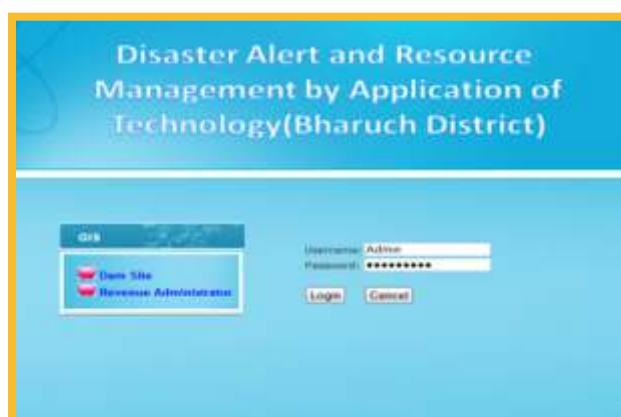 Disaster Alert and Resource
Management by Application of
Technology(Bharuch District)
GIS
Dam Site
Revenue Administrator
Username: Admin
Password: •••••••••
Login Cancel